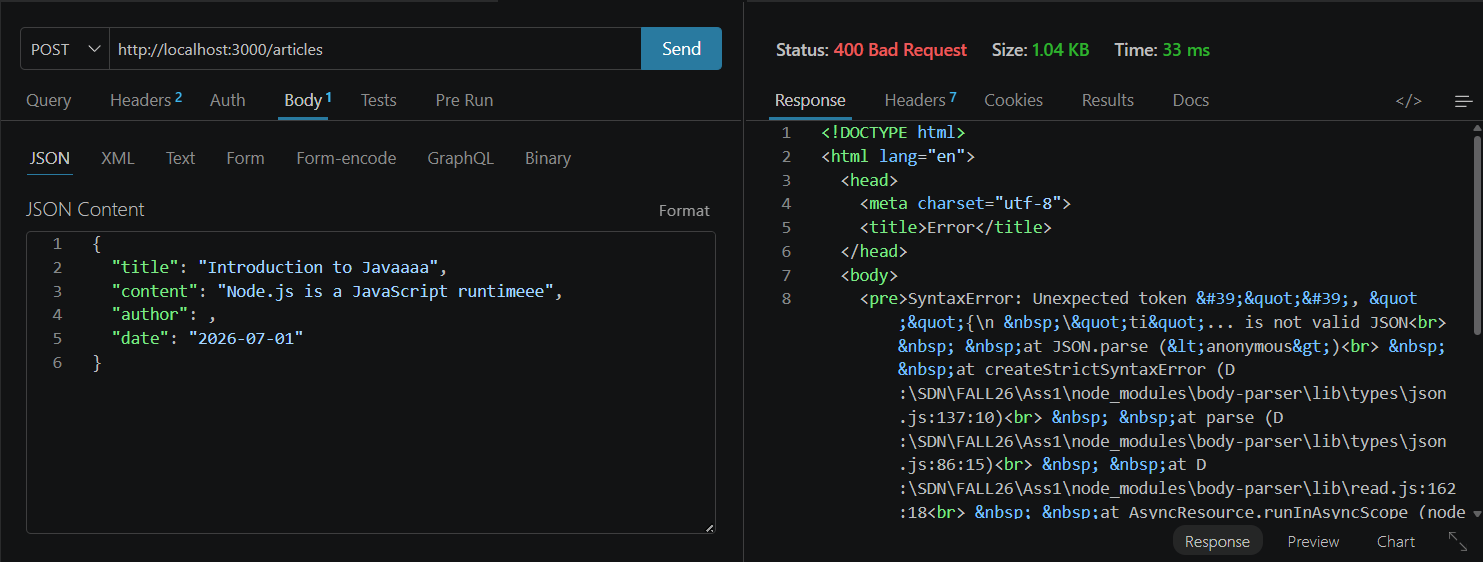 POST
http://localhost:3000/articles
Send
Query
Headers 2
Auth
Body 1
Tests
Pre Run
JSON
XML
Text
Form
Form-encode
GraphQL
Binary
JSON Content
Format
1 {
2 "title": "Introduction to Javaaaa",
3 "content": "Node.js is a JavaScript runtimeee",
4 "author": ,
5 "date": "2026-07-01"
6 }
Status: 400 Bad Request Size: 1.04 KB Time: 33 ms
Response
Headers 7
Cookies
Results
Docs
</>
1 <!DOCTYPE html>
2 <html lang="en">
3 <head>
4 <meta charset="utf-8">
5 <title>Error</title>
6 </head>
7 <body>
8 <pre>SyntaxError: Unexpected token &#39;&quot;&#39;, &quot
;&quot;{\n &nbsp;\&quot;ti&quot;... is not valid JSON<br>
&nbsp; &nbsp;at JSON.parse (&lt;anonymous&gt;)<br> &nbsp;
&nbsp;at createStrictSyntaxError (D
:\SDN\FALL26\Ass1\node_modules\body-parser\lib\types\json
.js:137:10)<br> &nbsp; &nbsp;at parse (D
:\SDN\FALL26\Ass1\node_modules\body-parser\lib\types\json
.js:86:15)<br> &nbsp; &nbsp;at D
:\SDN\FALL26\Ass1\node_modules\body-parser\lib\read.js:162
:18<br> &nbsp; &nbsp;at AsyncResource.runInAsyncScope (node
Response
Preview
Chart